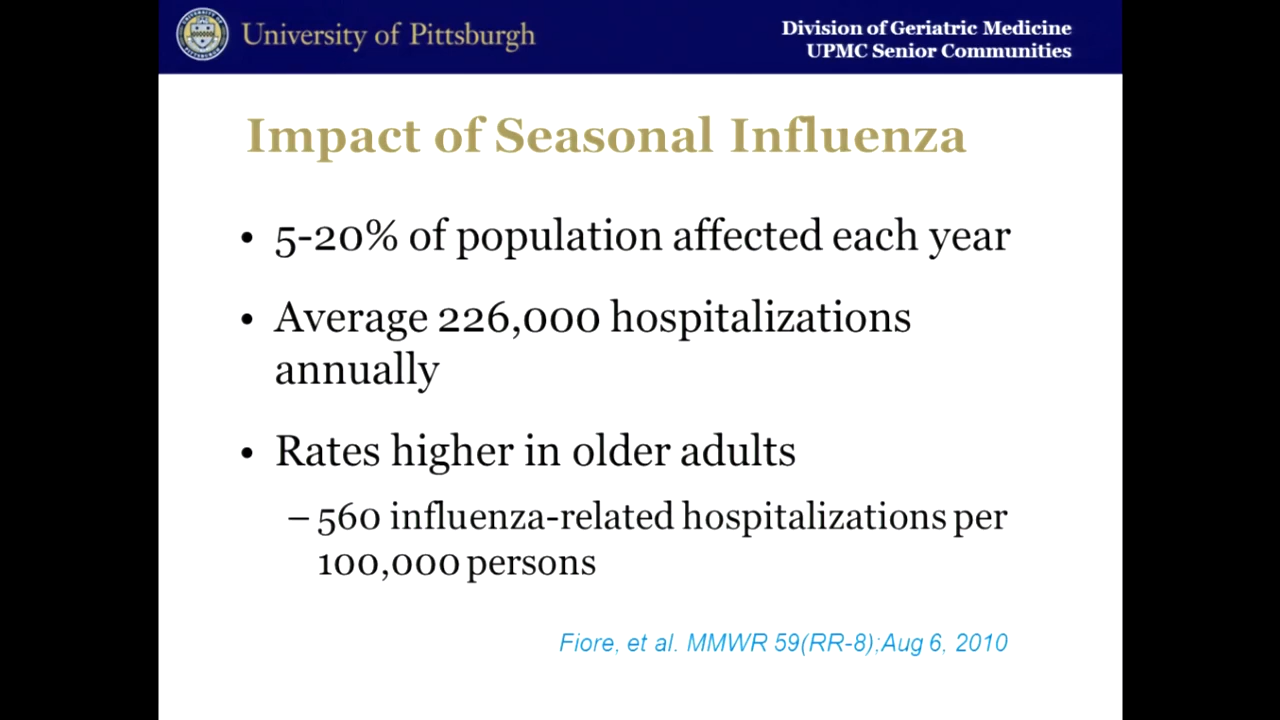 University of Pittsburgh
Division of Geriatric Medicine
UPMC Senior Communities
Impact of Seasonal Influenza
• 5-20% of population affected each year
• Average 226,000 hospitalizations
annually
• Rates higher in older adults
– 560 influenza-related hospitalizations per
100,000 persons
Fiore, et al. MMWR 59(RR-8);Aug 6, 2010